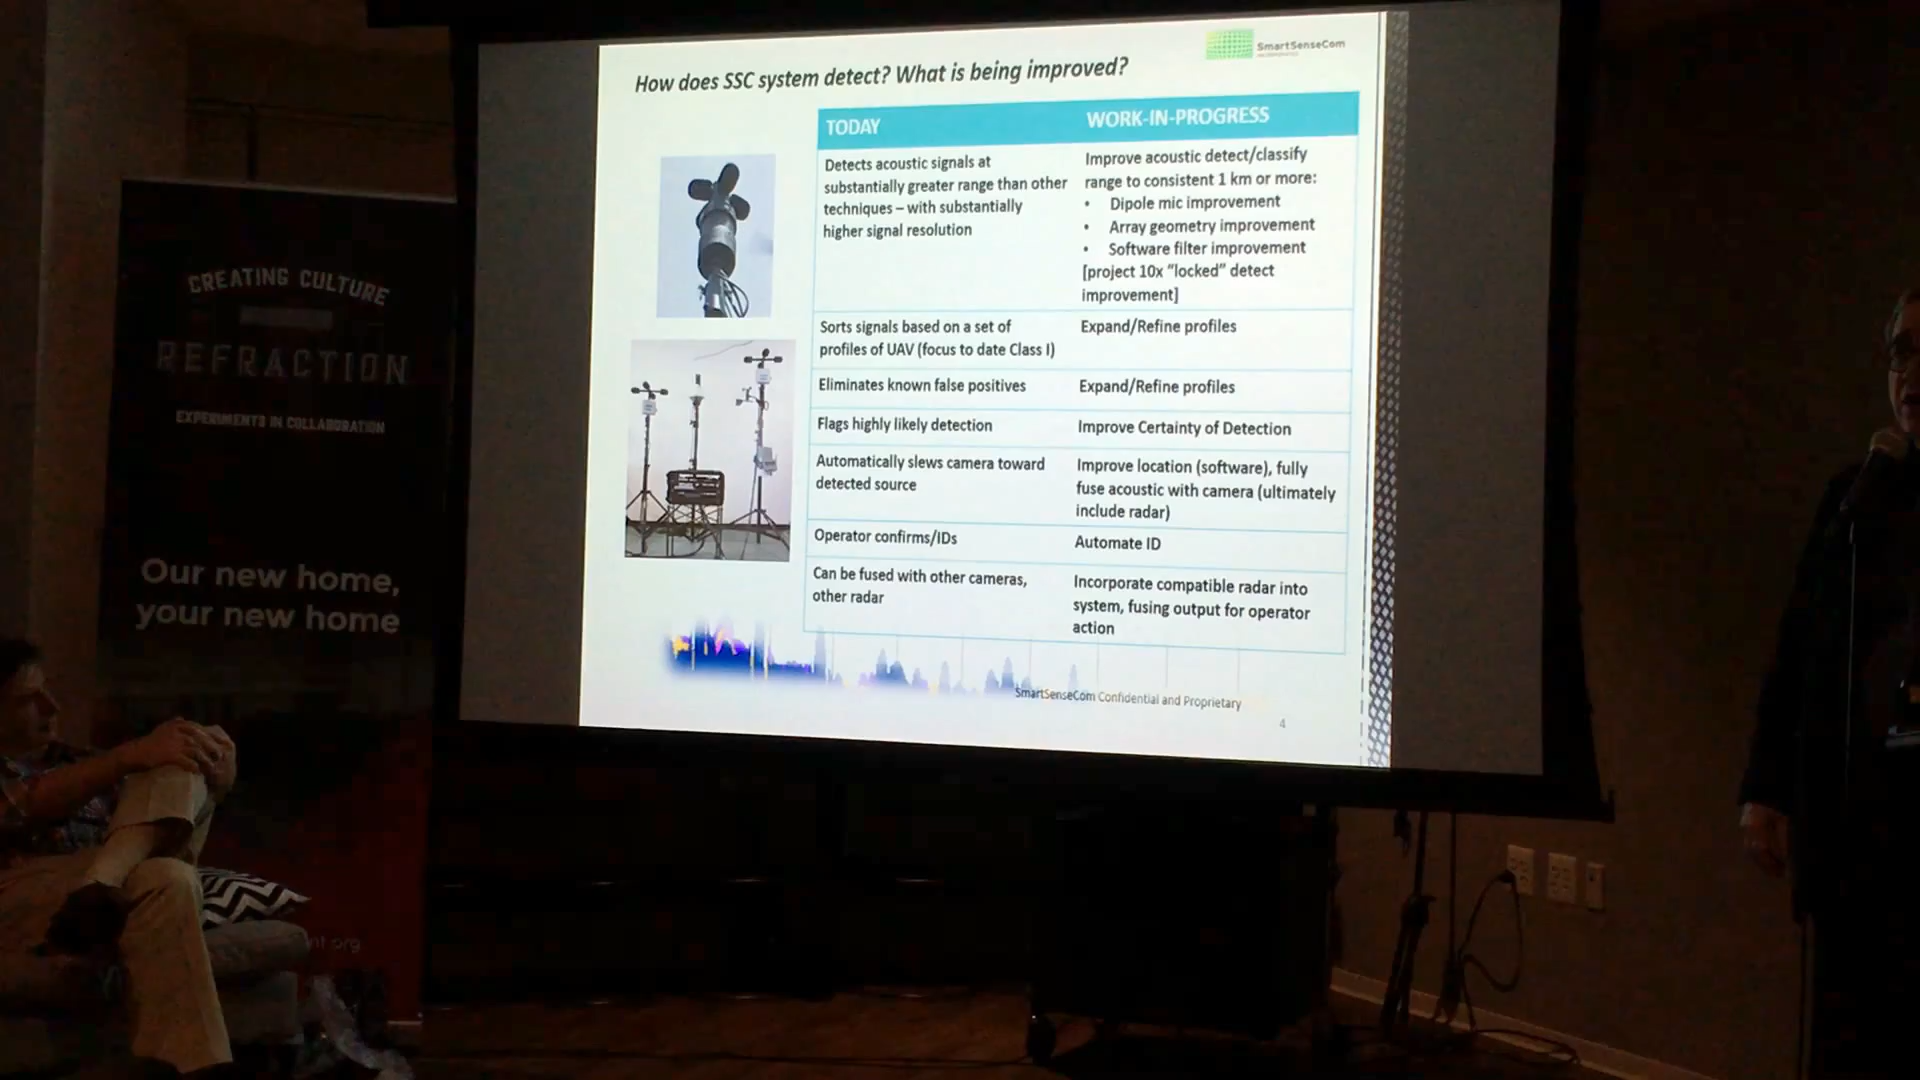 SmartSenseCom
How does SSC system detect? What is being improved?
TODAY
WORK-IN-PROGRESS
Detects acoustic signals at
substantially greater range than other
techniques – with substantially
higher signal resolution
Improve acoustic detect/classify
range to consistent 1 km or more:
• Dipole mic improvement
• Array geometry improvement
• Software filter improvement
[project 10x “locked” detect
improvement]
Sorts signals based on a set of
profiles of UAV (focus to date Class I)
Expand/Refine profiles
Eliminates known false positives
Expand/Refine profiles
Flags highly likely detection
Improve Certainty of Detection
Automatically slews camera toward
detected source
Improve location (software), fully
fuse acoustic with camera (ultimately
include radar)
Operator confirms/IDs
Automate ID
Can be fused with other cameras,
other radar
Incorporate compatible radar into
system, fusing output for operator
action
SmartSenseCom Confidential and Proprietary
4
CREATING CULTURE
REFRACTION
EXPERIMENTS IN COLLABORATION
Our new home,
your new home
nt.org